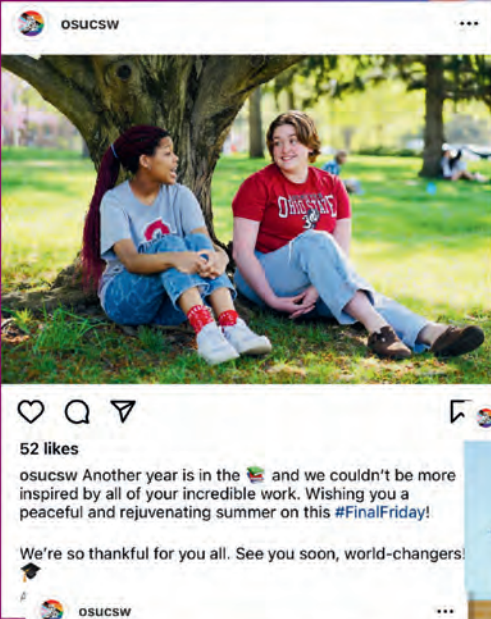 osucsw
OHIO STATE
52 likes
osucsw Another year is in the 📚 and we couldn't be more
inspired by all of your incredible work. Wishing you a
peaceful and rejuvenating summer on this #FinalFriday!
We're so thankful for you all. See you soon, world-changers!
🎓
osucsw